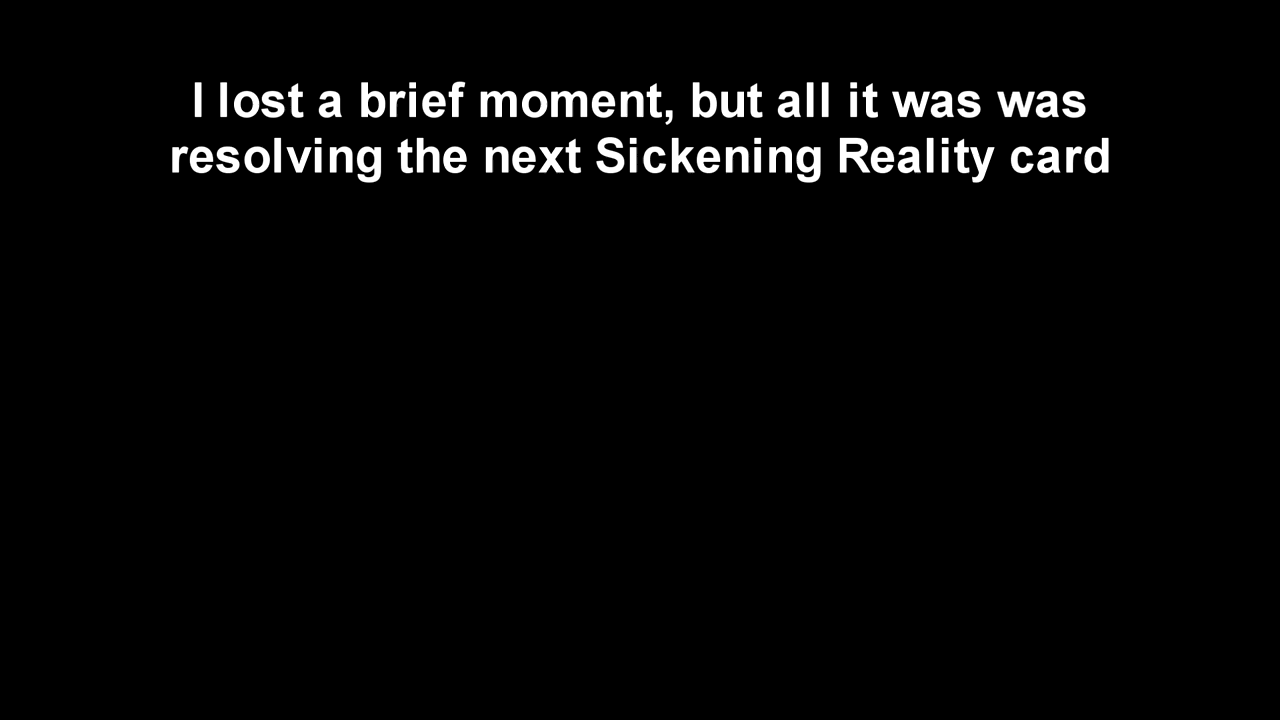 I lost a brief moment, but all it was was
resolving the next Sickening Reality card